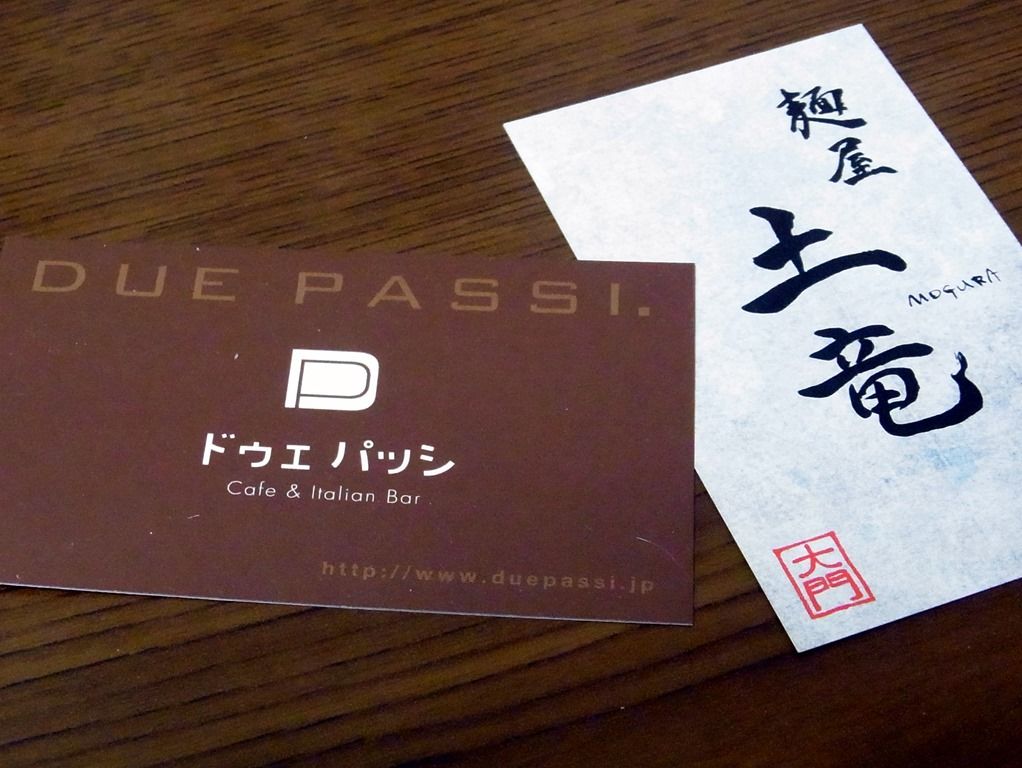 DUE PASSI.
ドゥエ パッシ
Cafe & Italian Bar
http://www.duepassi.jp
麺屋
土竜
MOGURA
大門